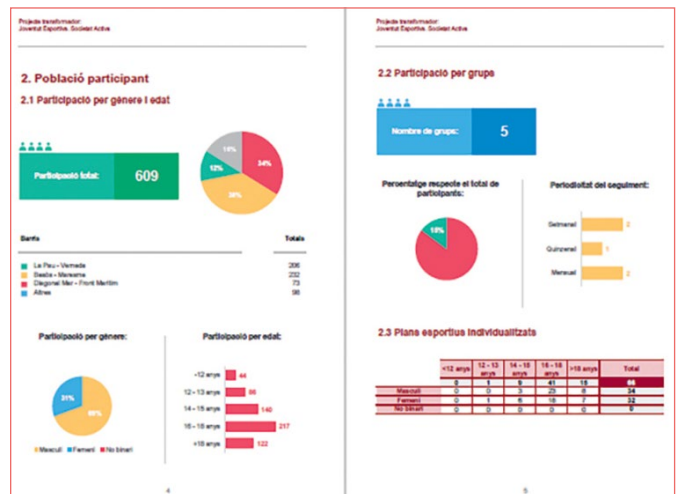 Projecte transformador:
Joventut Esportiva. Societat Activa
2. Població participant
2.1 Participació per gènere i edat
Participació total:
609
16%
34%
12%
38%
Barris
Totals
La Pau - Verneda
206
Besòs - Maresme
232
Diagonal Mar - Front Marítim
73
Altres
98
Participació per gènere:
31%
69%
Masculí
Femení
No binari
Participació per edat:
<12 anys
44
12 - 13 anys
86
14 - 15 anys
140
16 - 18 anys
217
>18 anys
122
4
Projecte transformador:
Joventut Esportiva. Societat Activa
2.2 Participació per grups
Nombre de grups:
5
Percentatge respecte el total de
participants:
15%
Periodicitat del seguiment:
Setmanal
2
Quinzenal
1
Mensual
2
2.3 Plans esportius individualitzats
<12 anys
12 - 13 anys
14 - 15 anys
16 - 18 anys
>18 anys
Total
0 1 41 15 66
Masculí 0 0 3 23 8 34
Femení 0 1 18 7 32
No binari 0 0 0 0 0 0
5